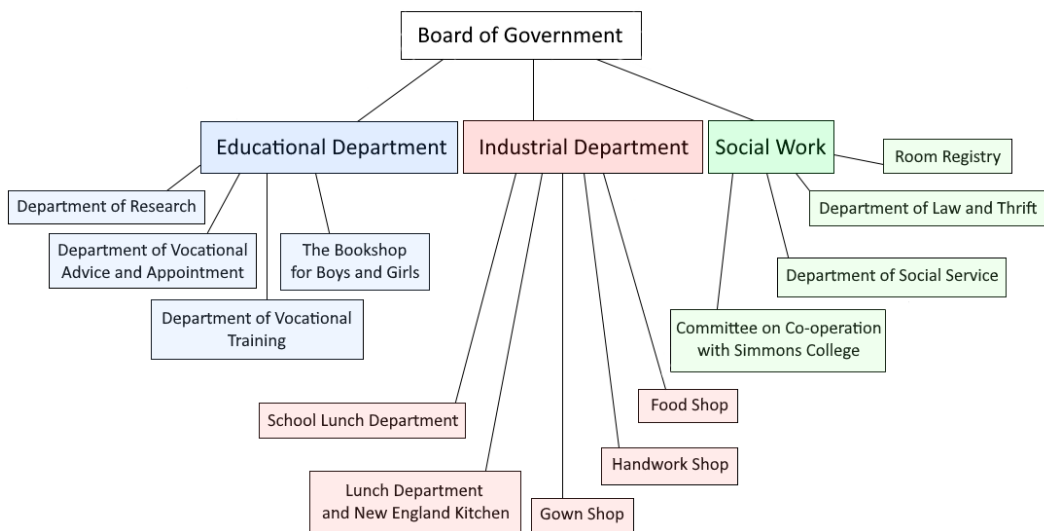 Board of Government
Educational Department
Industrial Department
Social Work
Room Registry
Department of Research
Department of Law and Thrift
Department of Vocational
Advice and Appointment
The Bookshop
for Boys and Girls
Department of Social Service
Department of Vocational
Training
Committee on Co-operation
with Simmons College
School Lunch Department
Food Shop
Handwork Shop
Lunch Department
and New England Kitchen
Gown Shop